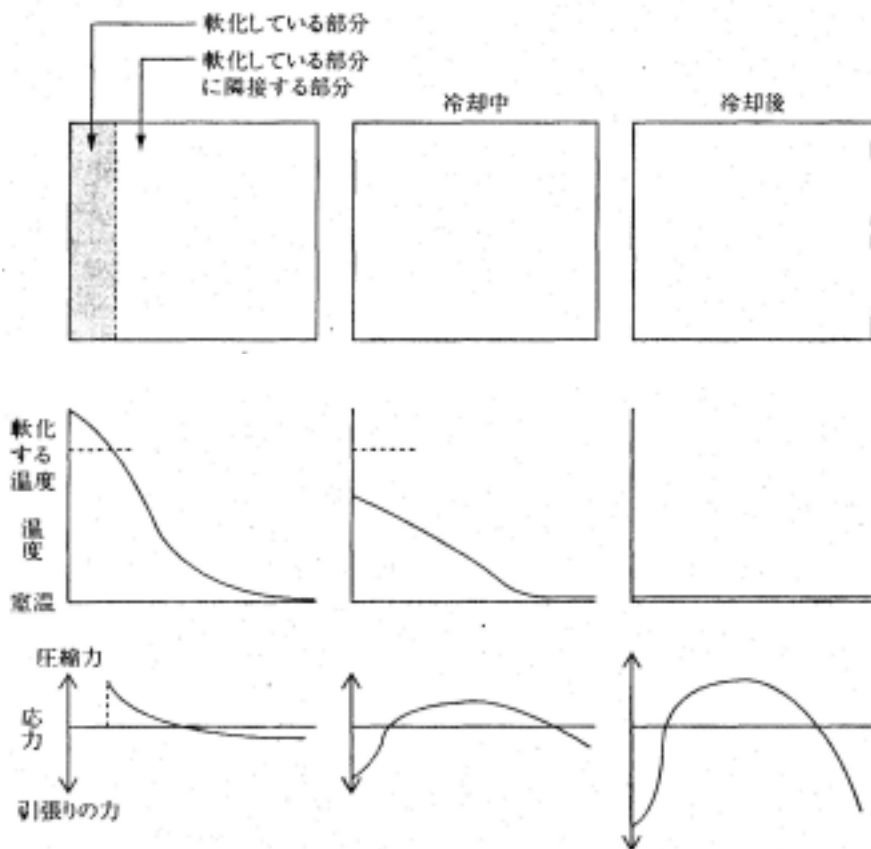 軟化している部分
軟化している部分
に隣接する部分
冷却中
冷却後
軟化
する
温度
温度
室温
圧縮力
応力
引張りの力